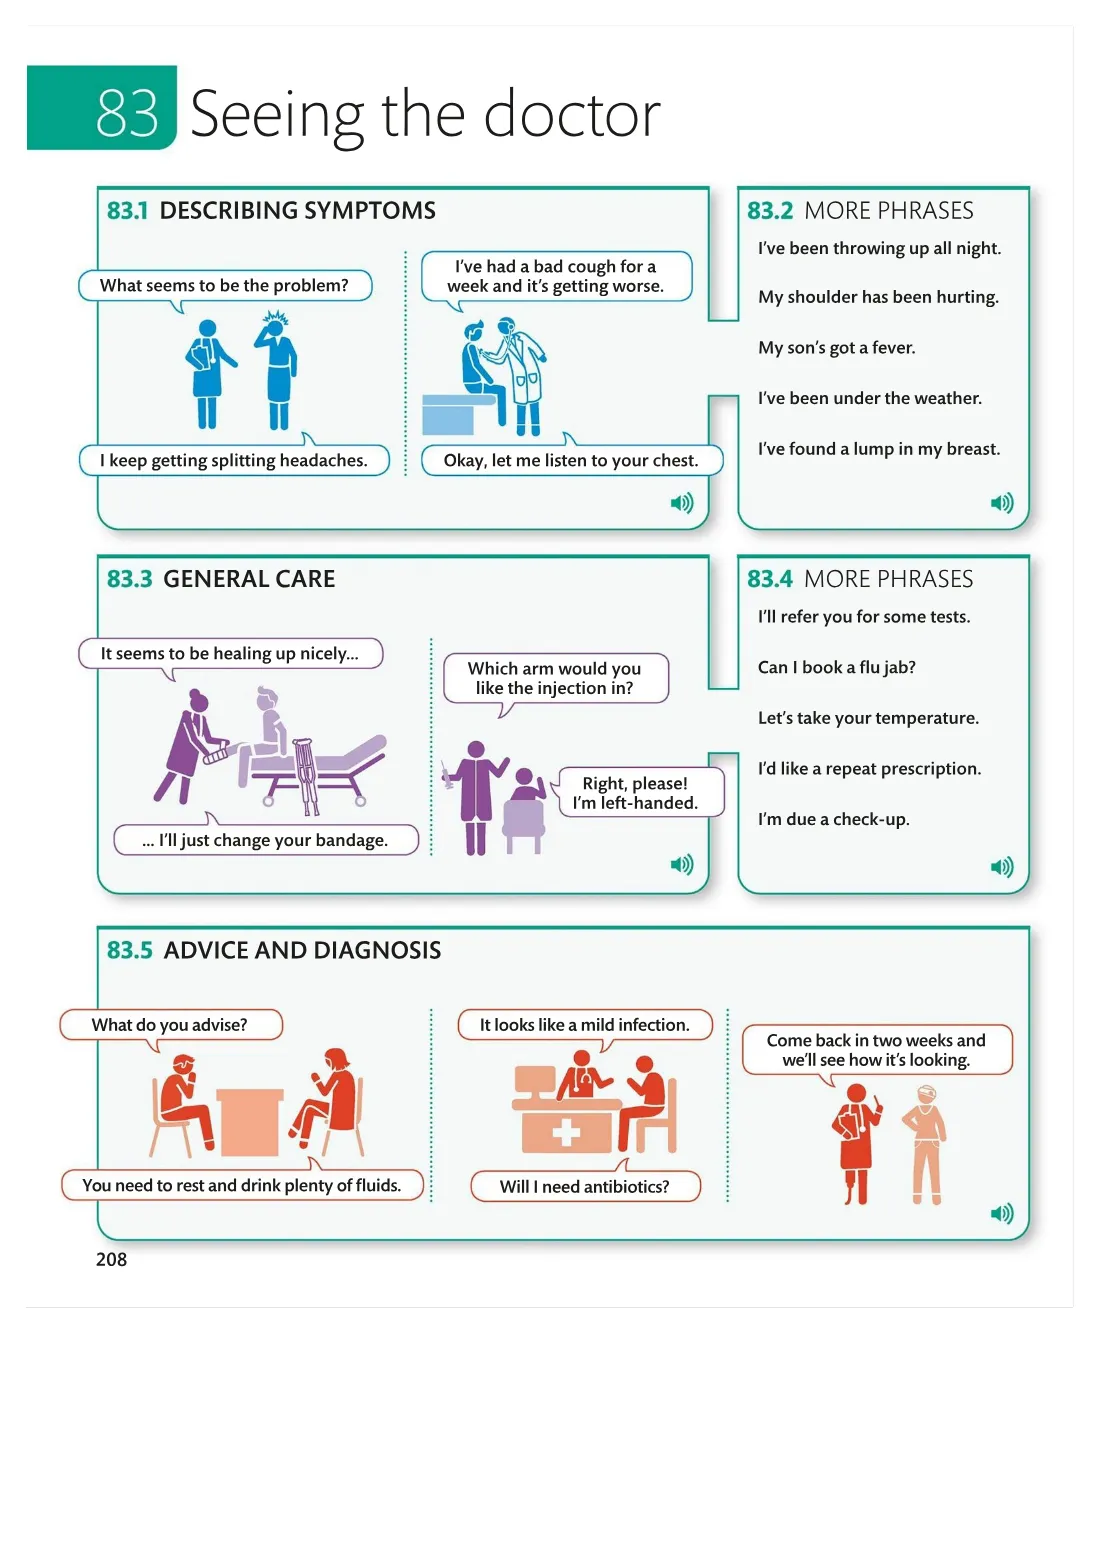 83 Seeing the doctor
83.1 DESCRIBING SYMPTOMS
What seems to be the problem?
I keep getting splitting headaches.
I've had a bad cough for a
week and it's getting worse.
Okay, let me listen to your chest.
83.2 MORE PHRASES
I've been throwing up all night.
My shoulder has been hurting.
My son's got a fever.
I've been under the weather.
I've found a lump in my breast.
83.3 GENERAL CARE
It seems to be healing up nicely...
... I'll just change your bandage.
Which arm would you
like the injection in?
Right, please!
I'm left-handed.
83.4 MORE PHRASES
I'll refer you for some tests.
Can I book a flu jab?
Let's take your temperature.
I'd like a repeat prescription.
I'm due a check-up.
83.5 ADVICE AND DIAGNOSIS
What do you advise?
You need to rest and drink plenty of fluids.
It looks like a mild infection.
Will I need antibiotics?
Come back in two weeks and
we'll see how it's looking.
208